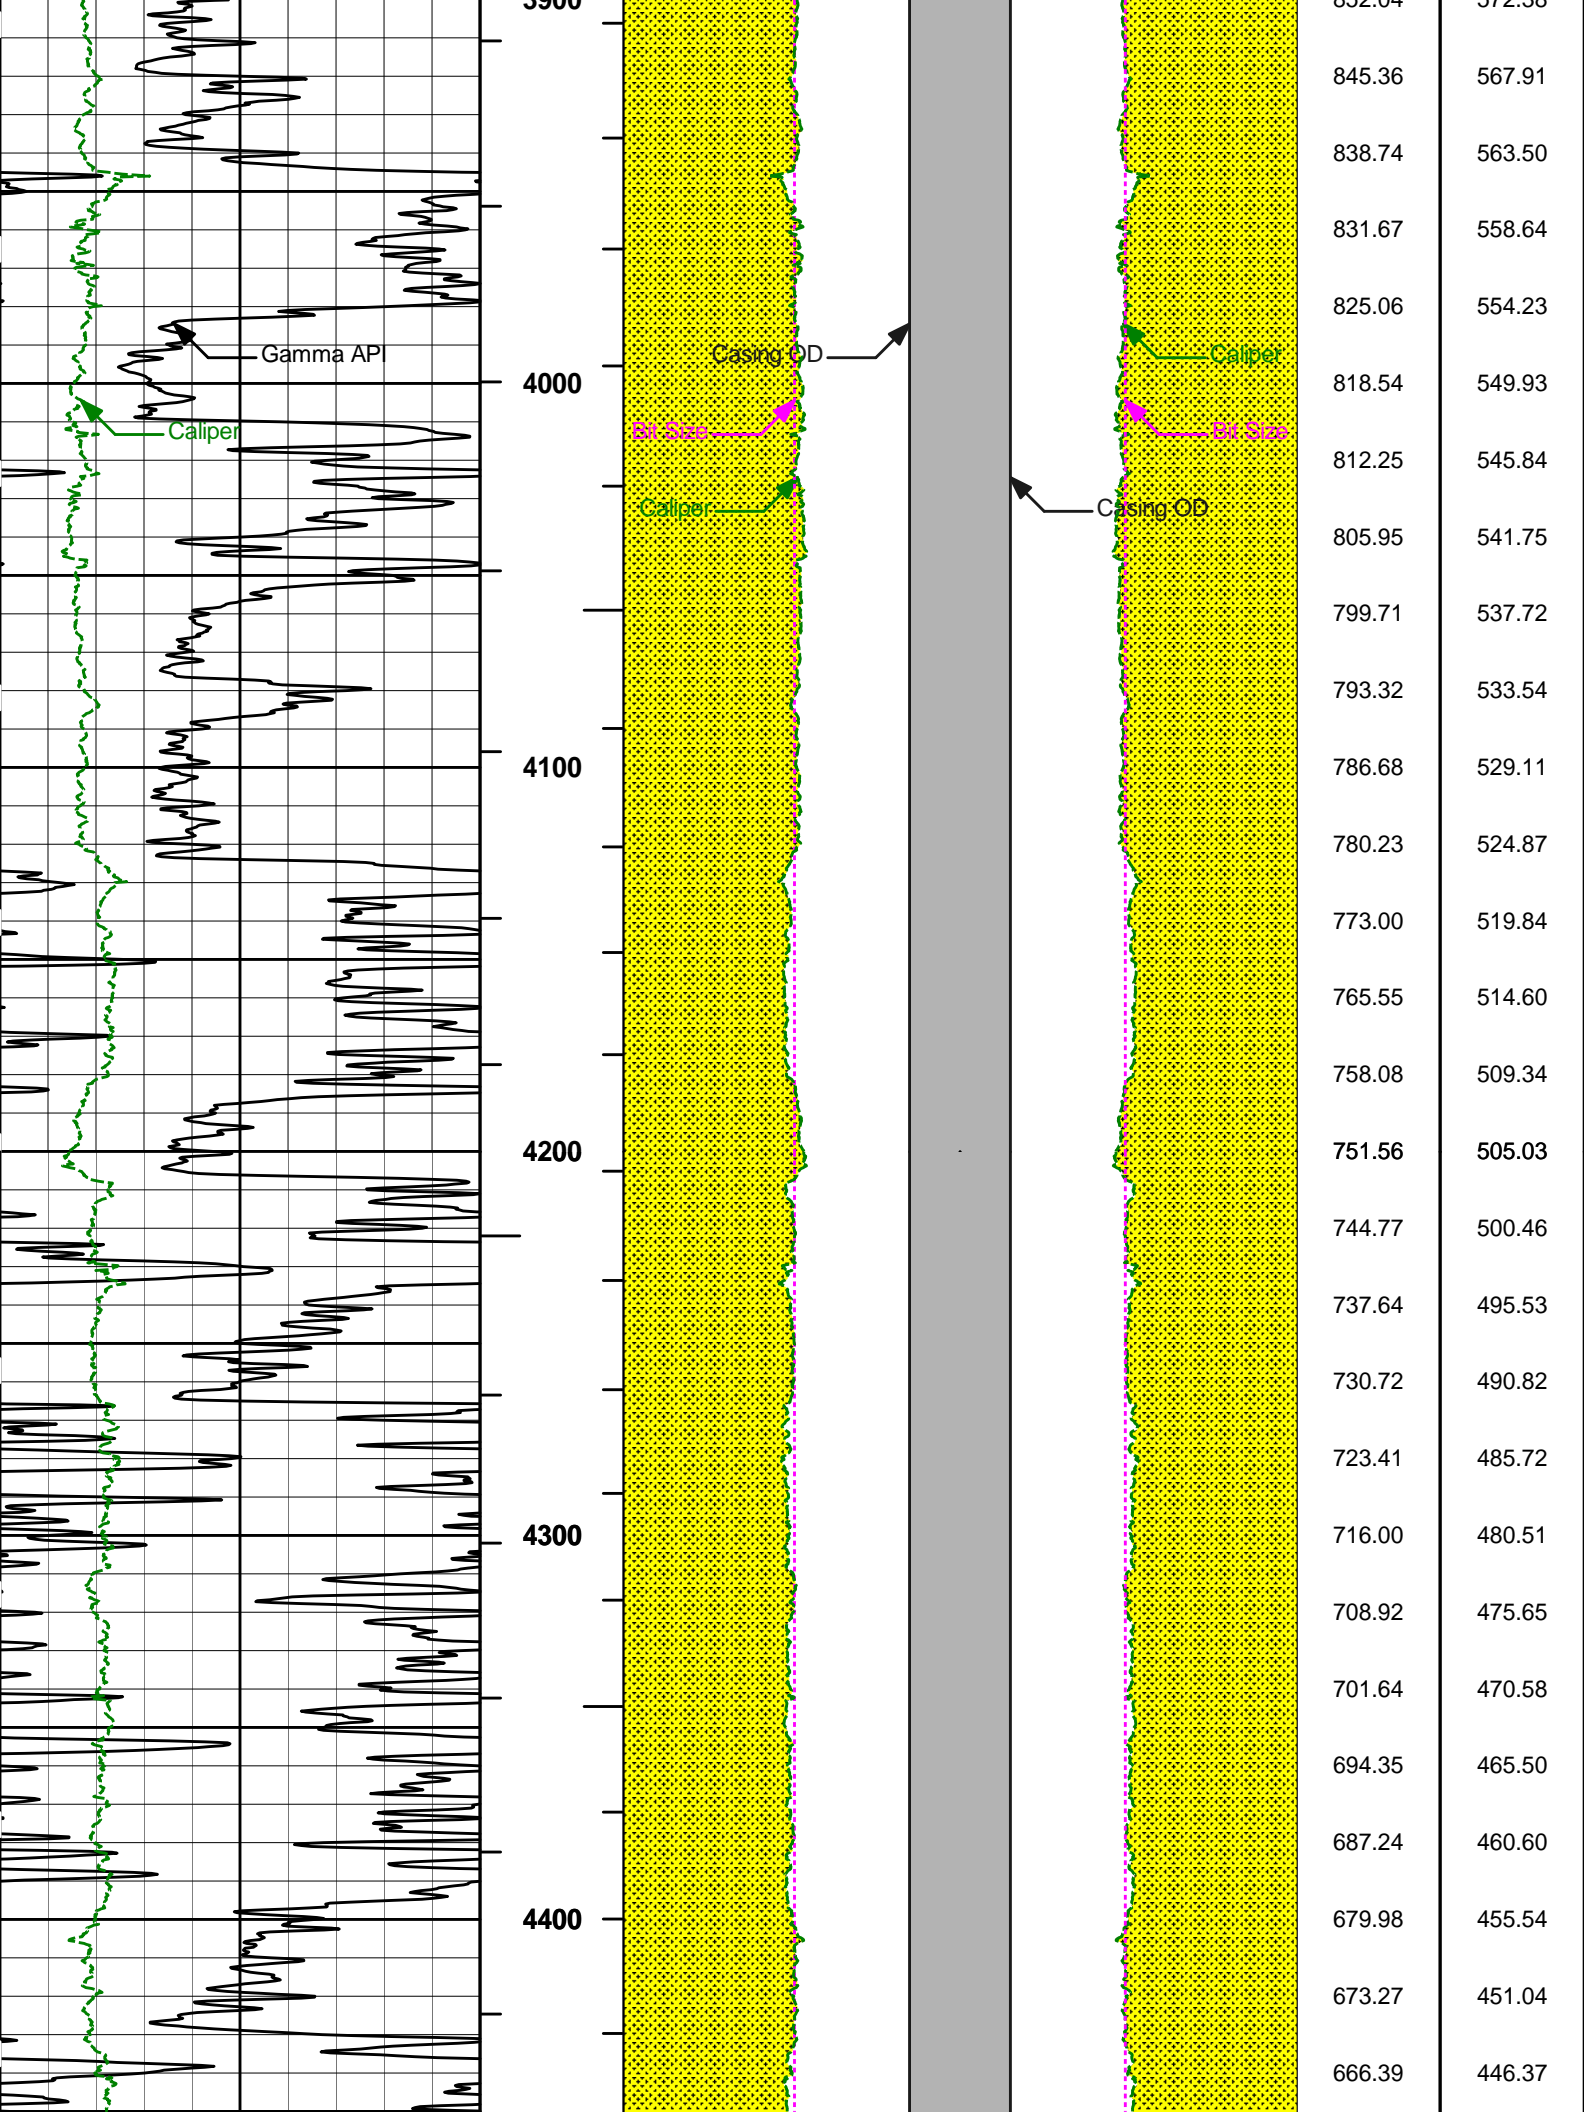 3900 852.04 572.38
845.36 567.91
838.74 563.50
831.67 558.64
825.06 554.23
Gamma API Casing OD Caliper
4000 818.54 549.93
Caliper Bit Size Bit Size
812.25 545.84
Caliper Casing OD
805.95 541.75
799.71 537.72
793.32 533.54
4100 786.68 529.11
780.23 524.87
773.00 519.84
765.55 514.60
758.08 509.34
4200 751.56 505.03
744.77 500.46
737.64 495.53
730.72 490.82
723.41 485.72
4300 716.00 480.51
708.92 475.65
701.64 470.58
694.35 465.50
687.24 460.60
4400 679.98 455.54
673.27 451.04
666.39 446.37